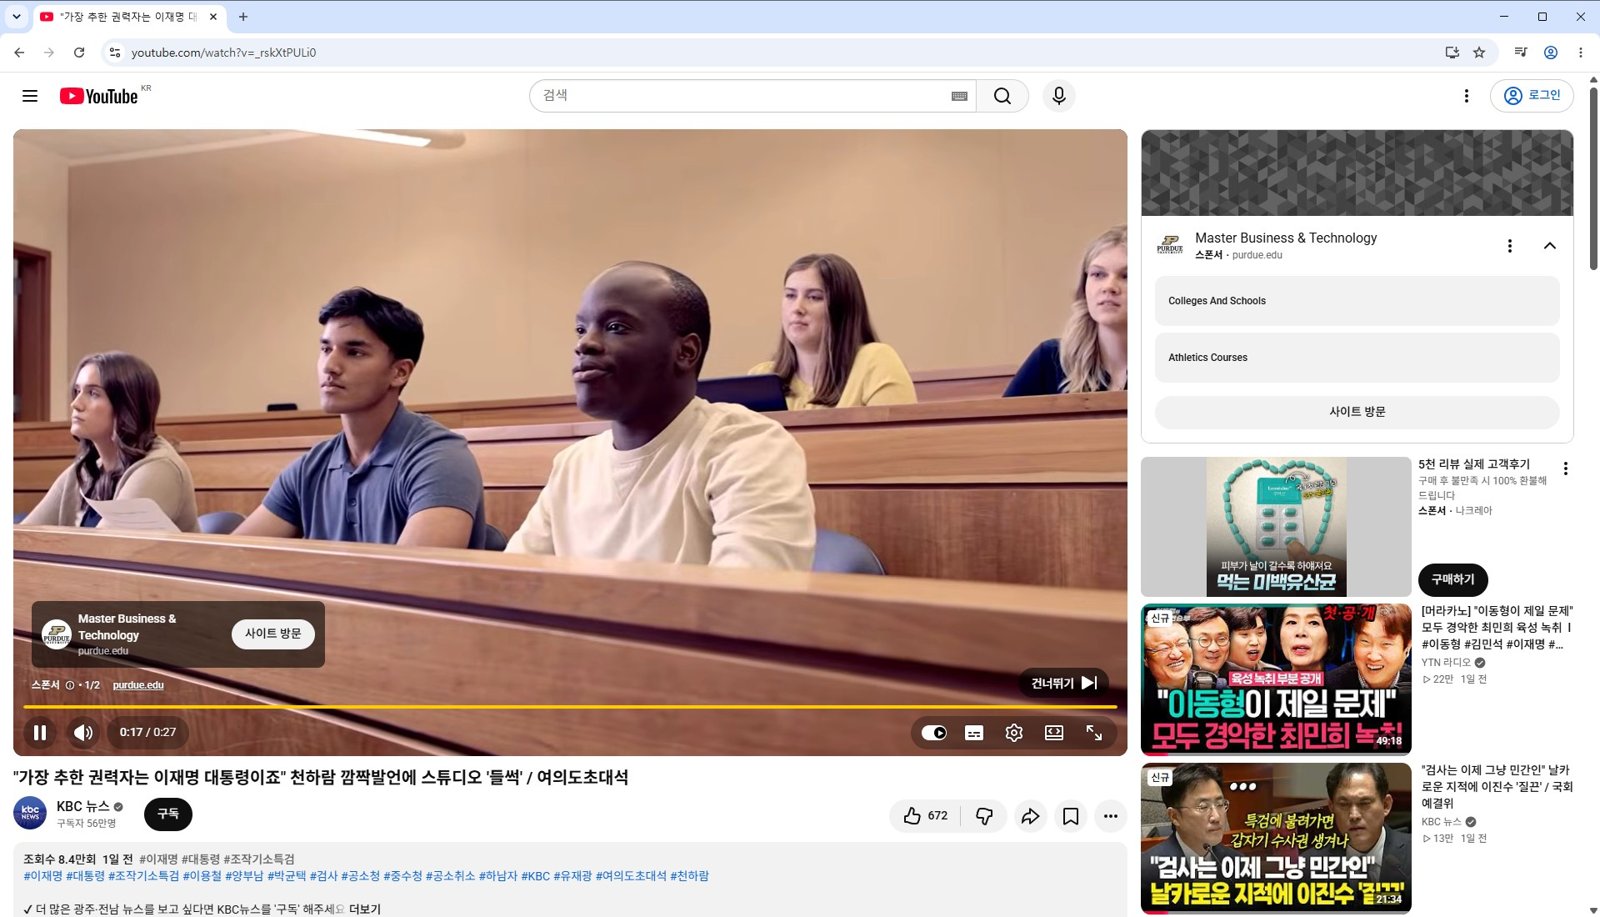 "가장 추한 권력자는 이재명 대
youtube.com/watch?v=_rskXtPULi0
YouTube KR
검색
로그인
Master Business &
Technology
purdue.edu
사이트 방문
스폰서 · 1/2 purdue.edu
건너뛰기
0:17 / 0:27
"가장 추한 권력자는 이재명 대통령이죠" 천하람 깜짝발언에 스튜디오 '들썩' / 여의도초대석
kbc NEWS
KBC 뉴스
구독자 56만명
구독
672
조회수 8.4만회 1일 전 #이재명 #대통령 #조작기소특검
#이재명 #대통령 #조작기소특검 #이용철 #양부남 #박균택 #검사 #공소청 #중수청 #공소취소 #하남자 #KBC #유재광 #여의도초대석 #천하람
✓ 더 많은 광주·전남 뉴스를 보고 싶다면 KBC뉴스를 '구독' 해주세요 더보기
PURDUE
Master Business & Technology
스폰서 · purdue.edu
Colleges And Schools
Athletics Courses
사이트 방문
피부가 날이 갈수록 하얘져요
먹는 미백유산균
5천 리뷰 실제 고객후기
구매 후 불만족 시 100% 환불해
드립니다
스폰서 · 나크레아
구매하기
신규
첫·공개
육성 녹취 부분 공개
"이동형이 제일 문제"
모두 경악한 최민희 녹취
49:18
[머라카노] "이동형이 제일 문제"
모두 경악한 최민희 육성 녹취 I
#이동형 #김민석 #이재명 #...
YTN 라디오
22만 1일 전
신규
특검에 불려가면
갑자기 수사권 생겨나
"검사는 이제 그냥 민간인"
날카로운 지적에 이진수 '질끈'
21:34
"검사는 이제 그냥 민간인" 날카
로운 지적에 이진수 '질끈' / 국회
예결위
KBC 뉴스
13만 1일 전